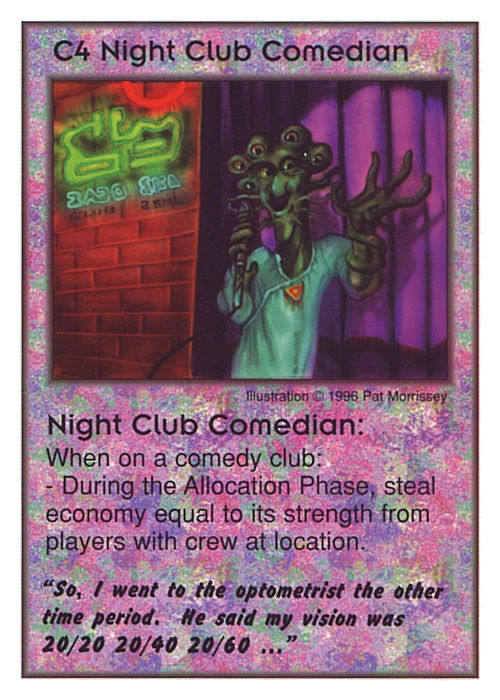 C4 Night Club Comedian
CLUB
Illustration © 1996 Pat Morrissey
Night Club Comedian:
When on a comedy club:
- During the Allocation Phase, steal
economy equal to its strength from
players with crew at location.
"So, I went to the optometrist the other
time period.  He said my vision was
20/20 20/40 20/60 ..."